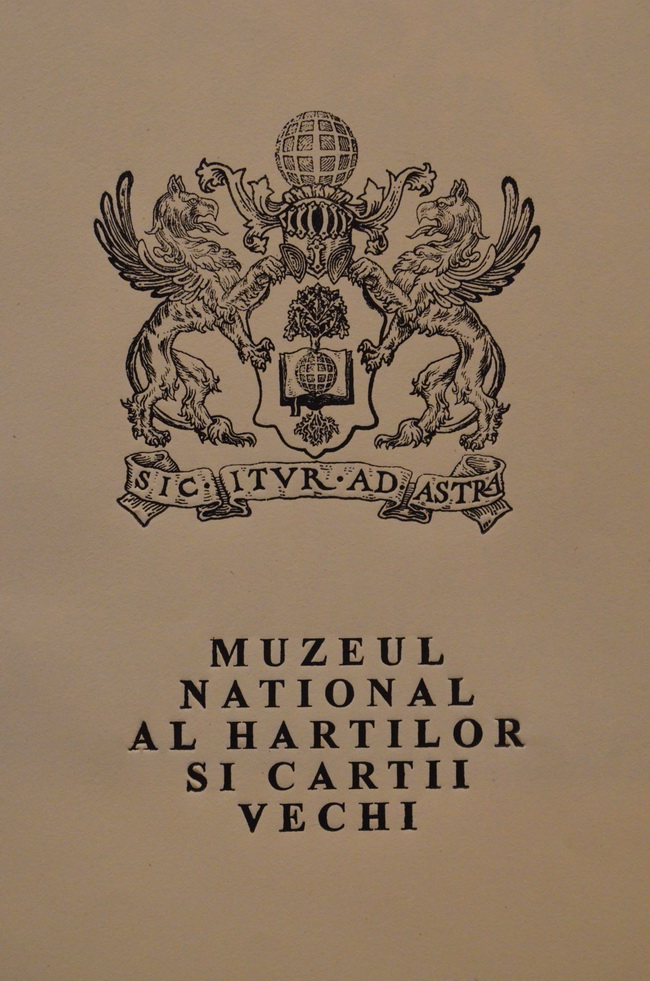 SIC·ITVR·AD·ASTRA
MUZEUL
NATIONAL
AL HARTILOR
SI CARTII
VECHI